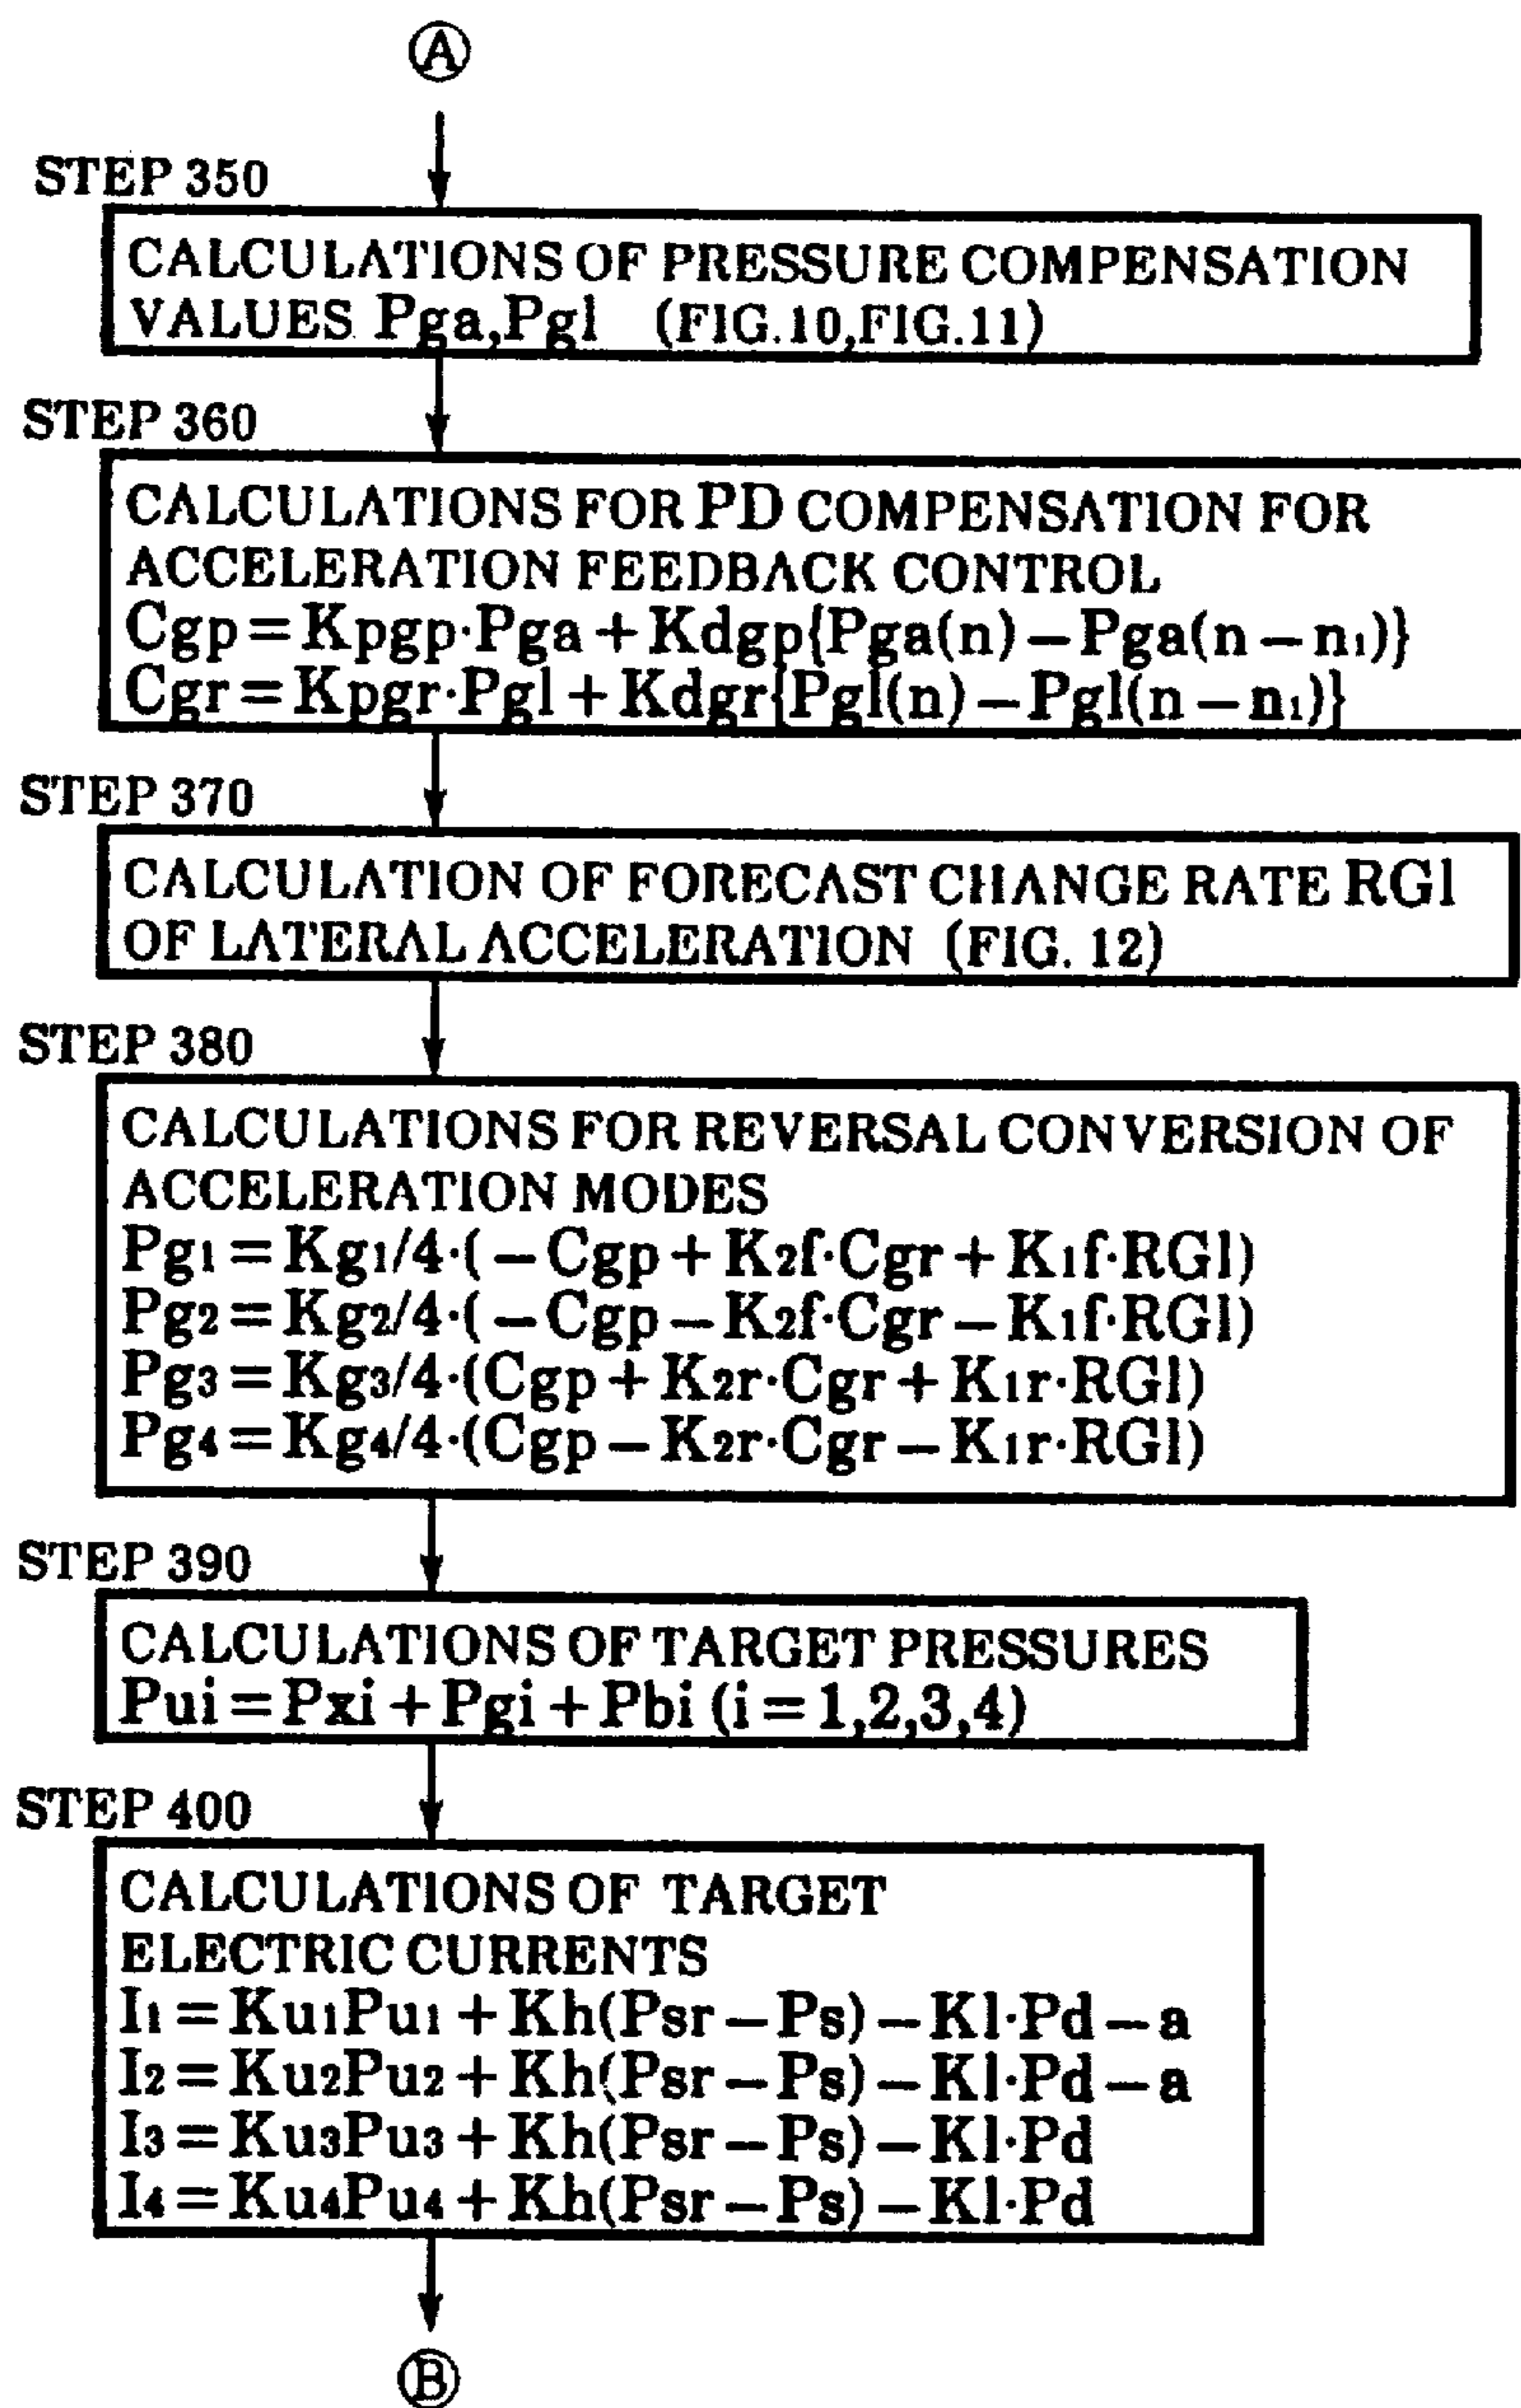 Ⓐ
STEP 350
CALCULATIONS OF PRESSURE COMPENSATION
VALUES Pga,Pgl (FIG.10,FIG.11)
STEP 360
CALCULATIONS FOR PD COMPENSATION FOR
ACCELERATION FEEDBACK CONTROL
Cgp=Kpgp·Pga+Kdgp{Pga(n)−Pga(n−n₁)}
Cgr=Kpgr·Pgl+Kdgr{Pgl(n)−Pgl(n−n₁)}
STEP 370
CALCULATION OF FORECAST CHANGE RATE RGl
OF LATERAL ACCELERATION (FIG. 12)
STEP 380
CALCULATIONS FOR REVERSAL CONVERSION OF
ACCELERATION MODES
Pg₁=Kg₁/4·(−Cgp+K₂f·Cgr+K₁f·RGl)
Pg₂=Kg₂/4·(−Cgp−K₂f·Cgr−K₁f·RGl)
Pg₃=Kg₃/4·(Cgp+K₂r·Cgr+K₁r·RGl)
Pg₄=Kg₄/4·(Cgp−K₂r·Cgr−K₁r·RGl)
STEP 390
CALCULATIONS OF TARGET PRESSURES
Pui=Pxi+Pgi+Pbi (i=1,2,3,4)
STEP 400
CALCULATIONS OF TARGET
ELECTRIC CURRENTS
I₁=Ku₁Pu₁+Kh(Psr−Ps)−Kl·Pd−a
I₂=Ku₂Pu₂+Kh(Psr−Ps)−Kl·Pd−a
I₃=Ku₃Pu₃+Kh(Psr−Ps)−Kl·Pd
I₄=Ku₄Pu₄+Kh(Psr−Ps)−Kl·Pd
Ⓑ